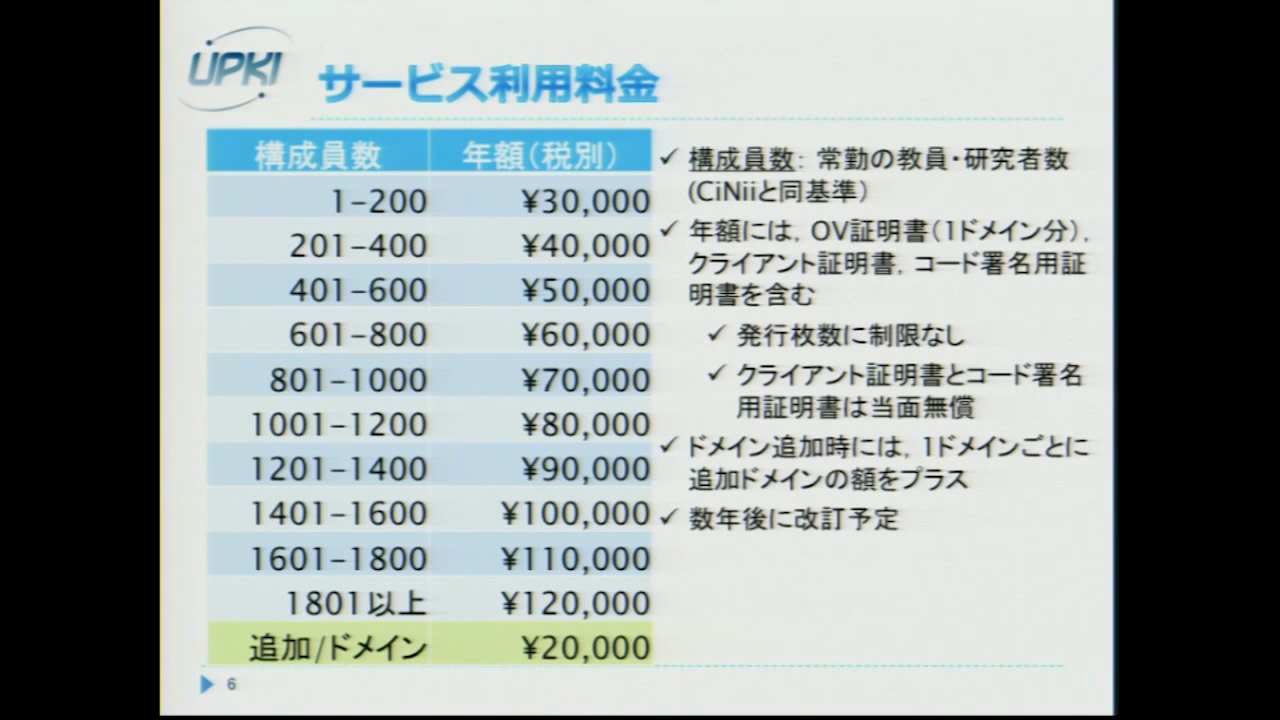 UPKI
サービス利用料金
構成員数 年額(税別)
1-200 ¥30,000
201-400 ¥40,000
401-600 ¥50,000
601-800 ¥60,000
801-1000 ¥70,000
1001-1200 ¥80,000
1201-1400 ¥90,000
1401-1600 ¥100,000
1601-1800 ¥110,000
1801以上 ¥120,000
追加/ドメイン ¥20,000
✓ 構成員数: 常勤の教員・研究者数
(CiNiiと同基準)
✓ 年額には,OV証明書(1ドメイン分),
クライアント証明書,コード署名用証
明書を含む
✓ 発行枚数に制限なし
✓ クライアント証明書とコード署名
用証明書は当面無償
✓ ドメイン追加時には,1ドメインごとに
追加ドメインの額をプラス
✓ 数年後に改訂予定
6